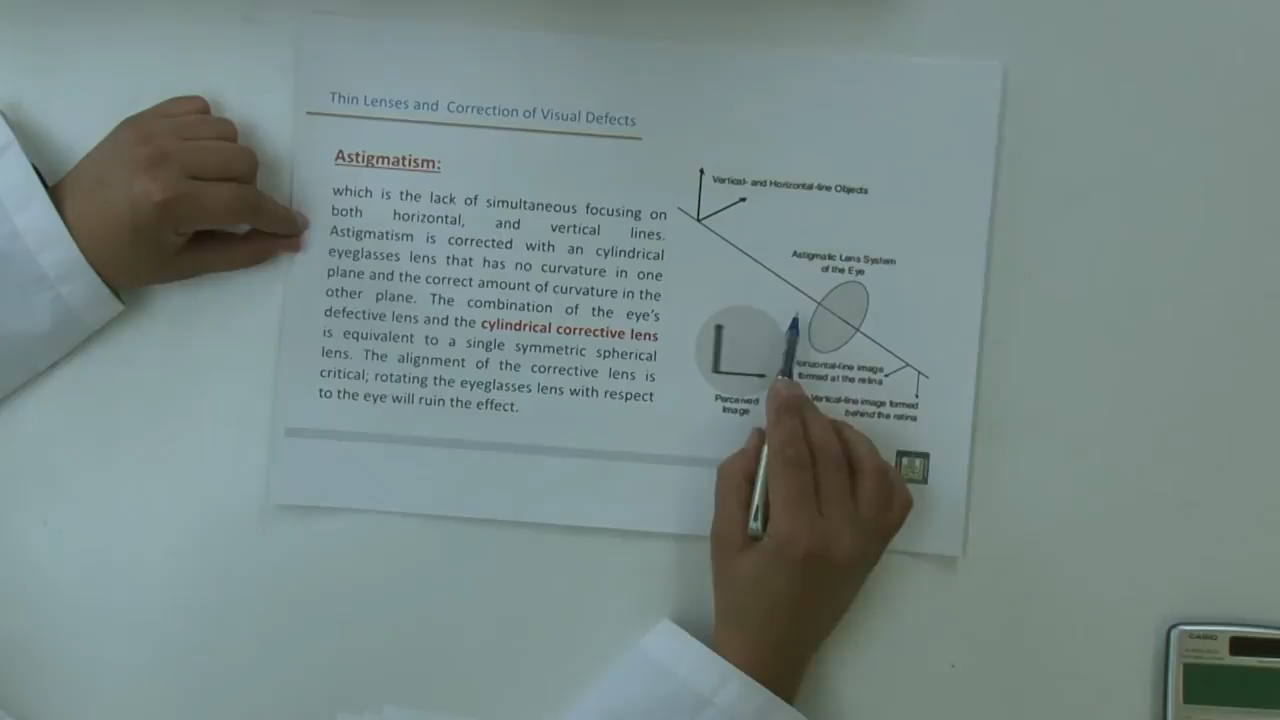 Thin Lenses and Correction of Visual Defects
Astigmatism:
which is the lack of simultaneous focusing on
both horizontal, and vertical lines.
Astigmatism is corrected with an cylindrical
eyeglasses lens that has no curvature in one
plane and the correct amount of curvature in the
other plane. The combination of the eye's
defective lens and the cylindrical corrective lens
is equivalent to a single symmetric spherical
lens. The alignment of the corrective lens is
critical; rotating the eyeglasses lens with respect
to the eye will ruin the effect.
Vertical- and Horizontal-line Objects
Astigmatic Lens System
of the Eye
Horizontal-line image
formed at the retina
Vertical-line image formed
behind the retina
Perceived
Image
CASIO